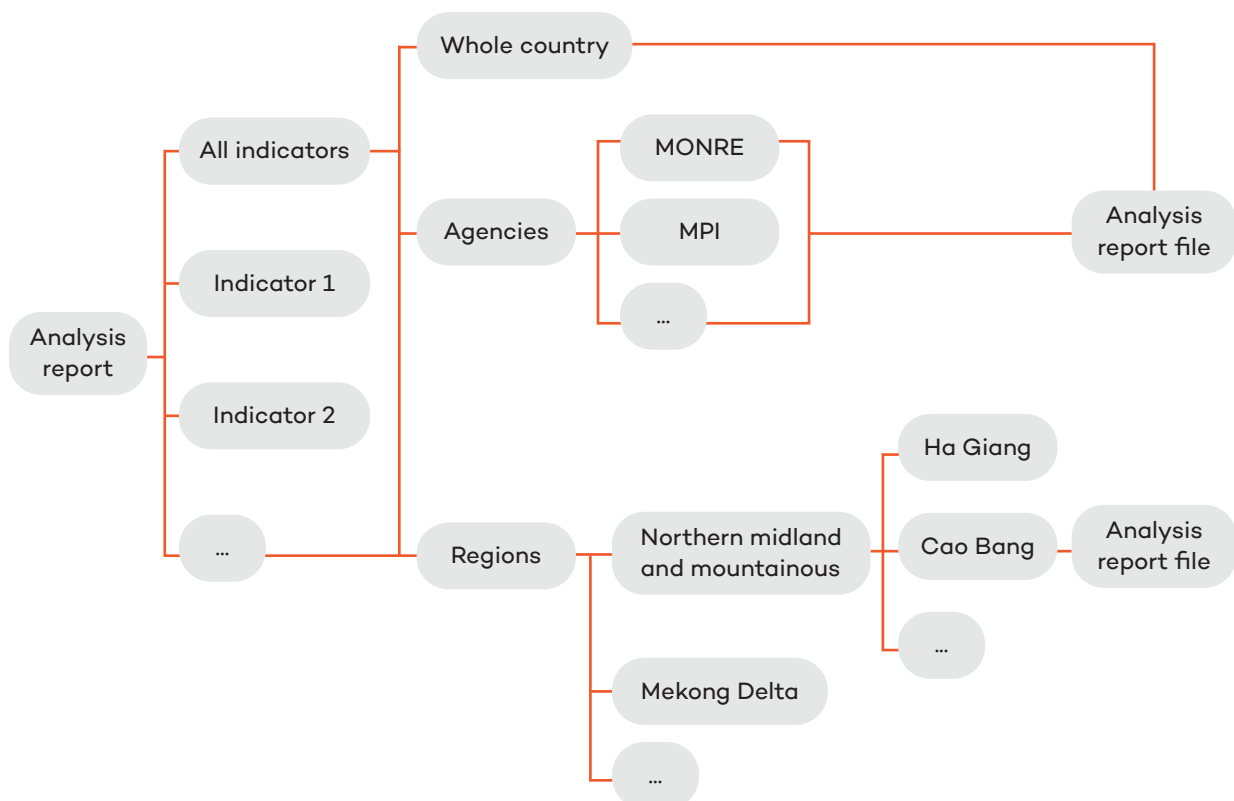 Whole country
All indicators
MONRE
Agencies
MPI
Analysis
report file
Indicator 1
...
Analysis
report
Indicator 2
Ha Giang
...
Regions
Northern midland
and mountainous
Cao Bang
Analysis
report file
...
Mekong Delta
...